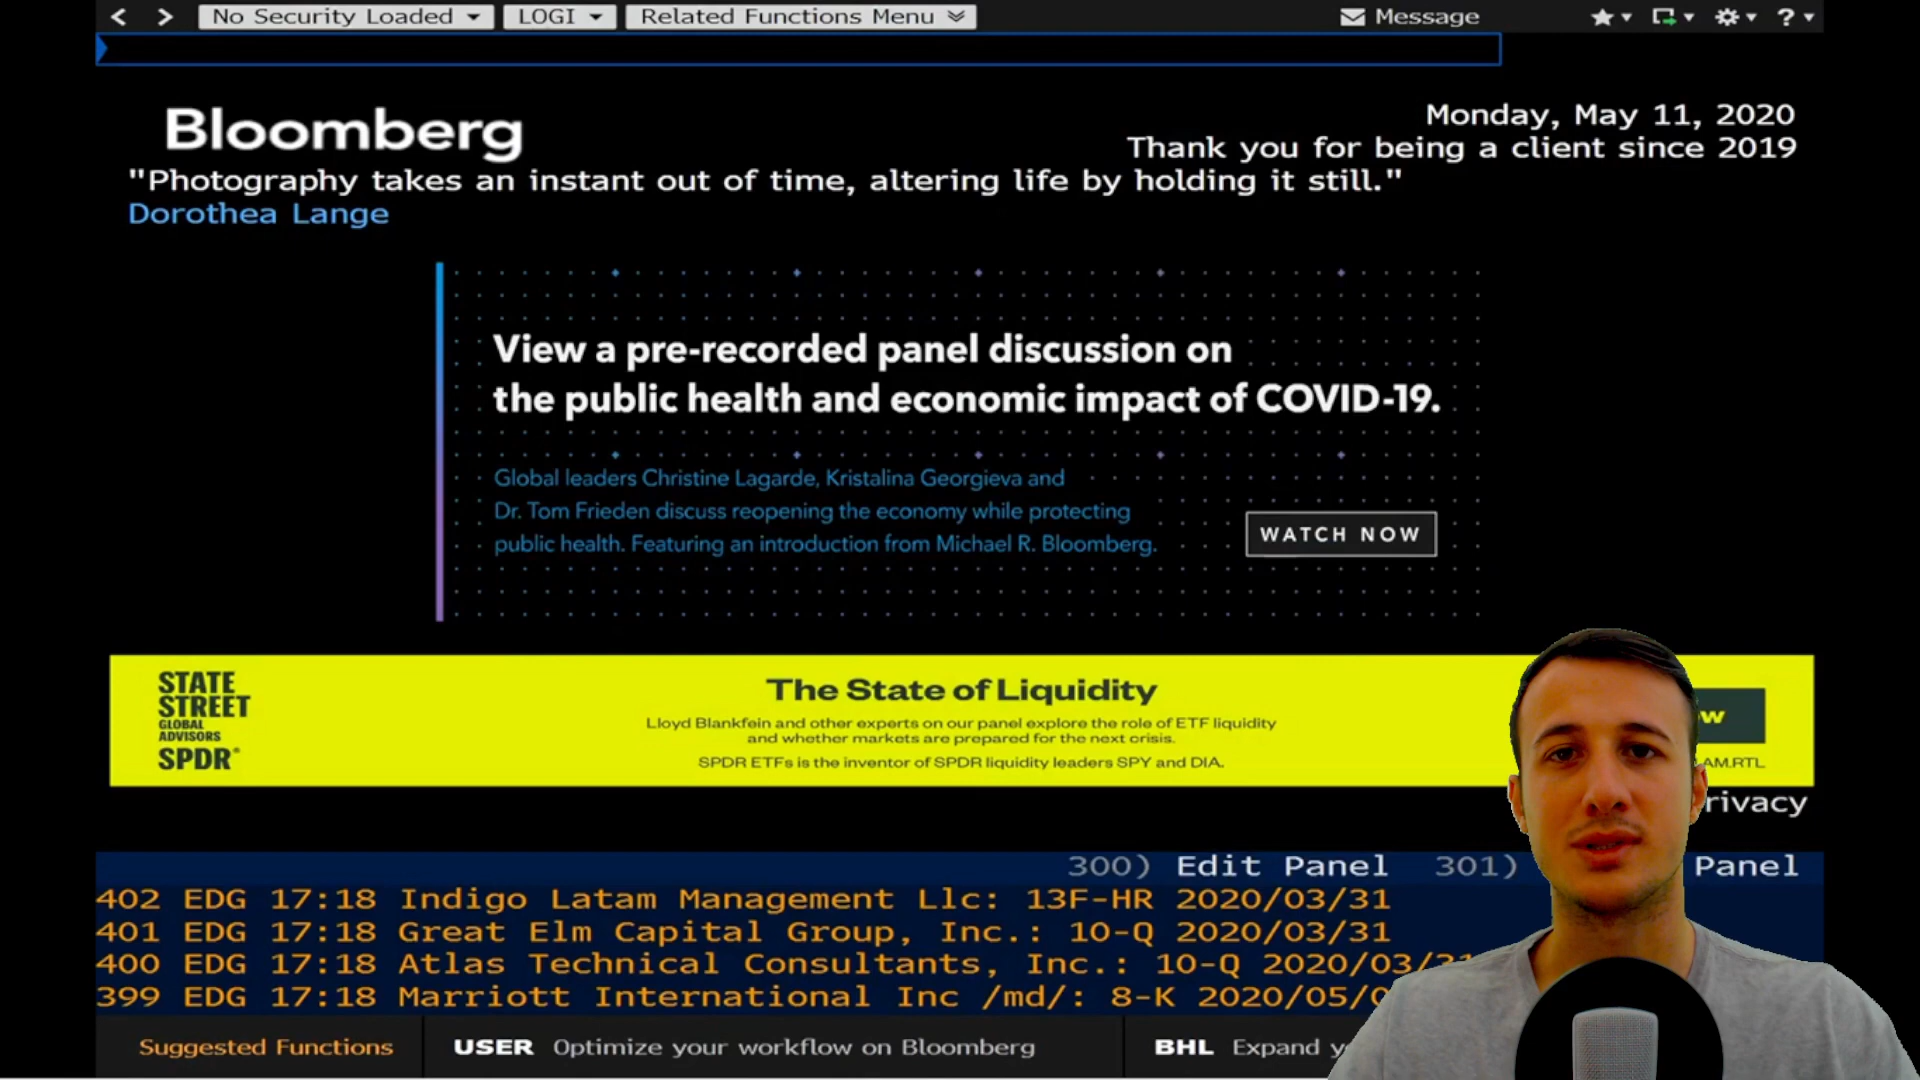 No Security Loaded
LOGI
Related Functions Menu
Message
?
Bloomberg
Monday, May 11, 2020
Thank you for being a client since 2019
"Photography takes an instant out of time, altering life by holding it still."
Dorothea Lange
View a pre-recorded panel discussion on
the public health and economic impact of COVID-19.
Global leaders Christine Lagarde, Kristalina Georgieva and
Dr. Tom Frieden discuss reopening the economy while protecting
public health. Featuring an introduction from Michael R. Bloomberg.
WATCH NOW
STATE
STREET
GLOBAL
ADVISORS
SPDR®
The State of Liquidity
Lloyd Blankfein and other experts on our panel explore the role of ETF liquidity
and whether markets are prepared for the next crisis.
SPDR ETFs is the inventor of SPDR liquidity leaders SPY and DIA.
AM.RTL
rivacy
300) Edit Panel 301) Panel
402 EDG 17:18 Indigo Latam Management Llc: 13F-HR 2020/03/31
401 EDG 17:18 Great Elm Capital Group, Inc.: 10-Q 2020/03/31
400 EDG 17:18 Atlas Technical Consultants, Inc.: 10-Q 2020/03/31
399 EDG 17:18 Marriott International Inc /md/: 8-K 2020/05/0
Suggested Functions
USER Optimize your workflow on Bloomberg
BHL Expand